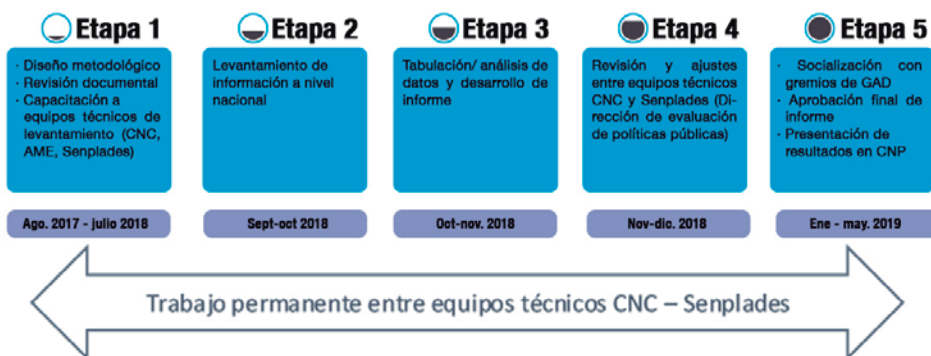 Etapa 1
· Diseño metodológico
· Revisión documental
· Capacitación a
equipos técnicos de
levantamiento (CNC,
AME, Senplades)
Ago. 2017 - julio 2018
Etapa 2
Levantamiento de
información a nivel
nacional
Sept-oct 2018
Etapa 3
Tabulación/ análisis de
datos y desarrollo de
informe
Oct-nov. 2018
Etapa 4
Revisión y ajustes
entre equipos técnicos
CNC y Senplades (Di-
rección de evaluación
de políticas públicas)
Nov-dic. 2018
Etapa 5
· Socialización con
gremios de GAD
· Aprobación final de
informe
· Presentación de
resultados en CNP
Ene - may. 2019
Trabajo permanente entre equipos técnicos CNC – Senplades